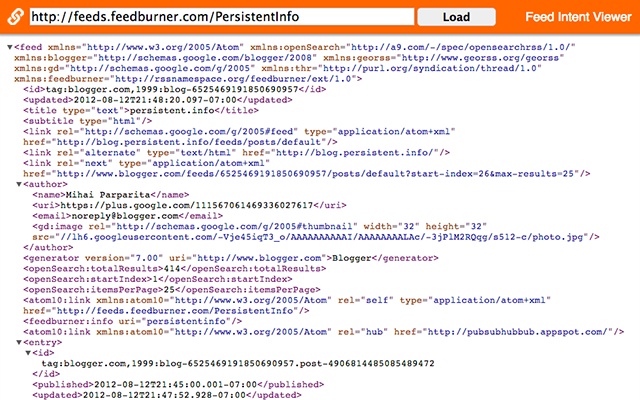 http://feeds.feedburner.com/PersistentInfo Load Feed Intent Viewer
▼<feed xmlns="http://www.w3.org/2005/Atom" xmlns:openSearch="http://a9.com/-/spec/opensearchrss/1.0/"
xmlns:blogger="http://schemas.google.com/blogger/2008" xmlns:georss="http://www.georss.org/georss"
xmlns:gd="http://schemas.google.com/g/2005" xmlns:thr="http://purl.org/syndication/thread/1.0"
xmlns:feedburner="http://rssnamespace.org/feedburner/ext/1.0">
<id>tag:blogger.com,1999:blog-6525469191850690957</id>
<updated>2012-08-12T21:48:20.097-07:00</updated>
<title type="text">persistent.info</title>
<subtitle type="html"/>
<link rel="http://schemas.google.com/g/2005#feed" type="application/atom+xml"
href="http://blog.persistent.info/feeds/posts/default"/>
<link rel="alternate" type="text/html" href="http://blog.persistent.info/"/>
<link rel="next" type="application/atom+xml"
href="http://www.blogger.com/feeds/6525469191850690957/posts/default?start-index=26&max-results=25"/>
▼<author>
<name>Mihai Parparita</name>
<uri>https://plus.google.com/111567061469336027617</uri>
<email>noreply@blogger.com</email>
<gd:image rel="http://schemas.google.com/g/2005#thumbnail" width="32" height="32"
src="//lh6.googleusercontent.com/-Vje45iqT3_o/AAAAAAAAAAI/AAAAAAAALAc/-3jPlM2RQqg/s512-c/photo.jpg"/>
</author>
<generator version="7.00" uri="http://www.blogger.com">Blogger</generator>
<openSearch:totalResults>414</openSearch:totalResults>
<openSearch:startIndex>1</openSearch:startIndex>
<openSearch:itemsPerPage>25</openSearch:itemsPerPage>
<atom10:link xmlns:atom10="http://www.w3.org/2005/Atom" rel="self" type="application/atom+xml"
href="http://feeds.feedburner.com/PersistentInfo"/>
<feedburner:info uri="persistentinfo"/>
<atom10:link xmlns:atom10="http://www.w3.org/2005/Atom" rel="hub" href="http://pubsubhubbub.appspot.com/"/>
▼<entry>
▼<id>
tag:blogger.com,1999:blog-6525469191850690957.post-4906814485085489472
</id>
<published>2012-08-12T21:45:00.001-07:00</published>
<updated>2012-08-12T21:47:52.928-07:00</updated>